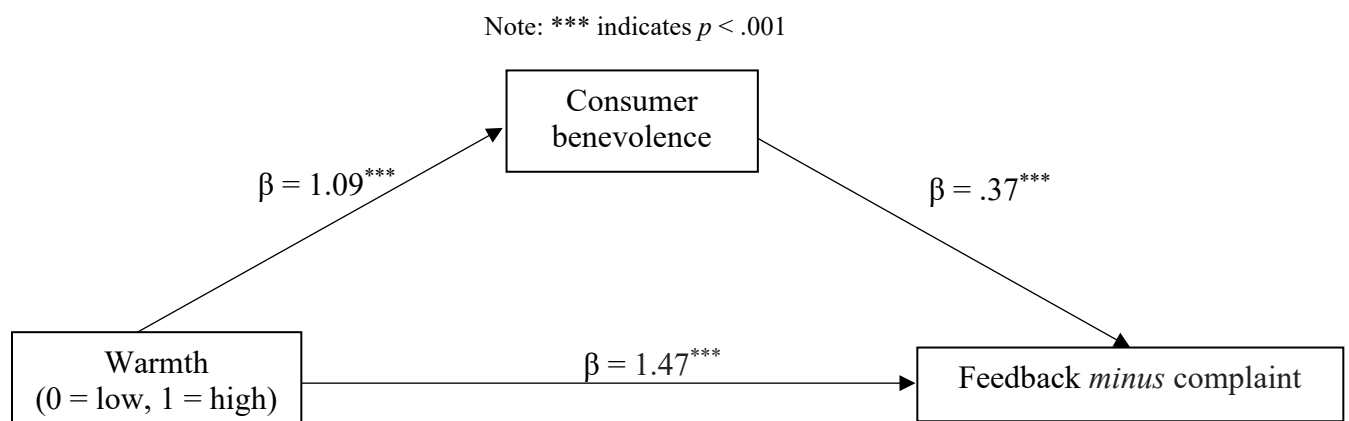 Note: *** indicates p < .001
Consumer
benevolence
β = 1.09***
β = .37***
Warmth
(0 = low, 1 = high)
β = 1.47***
Feedback minus complaint